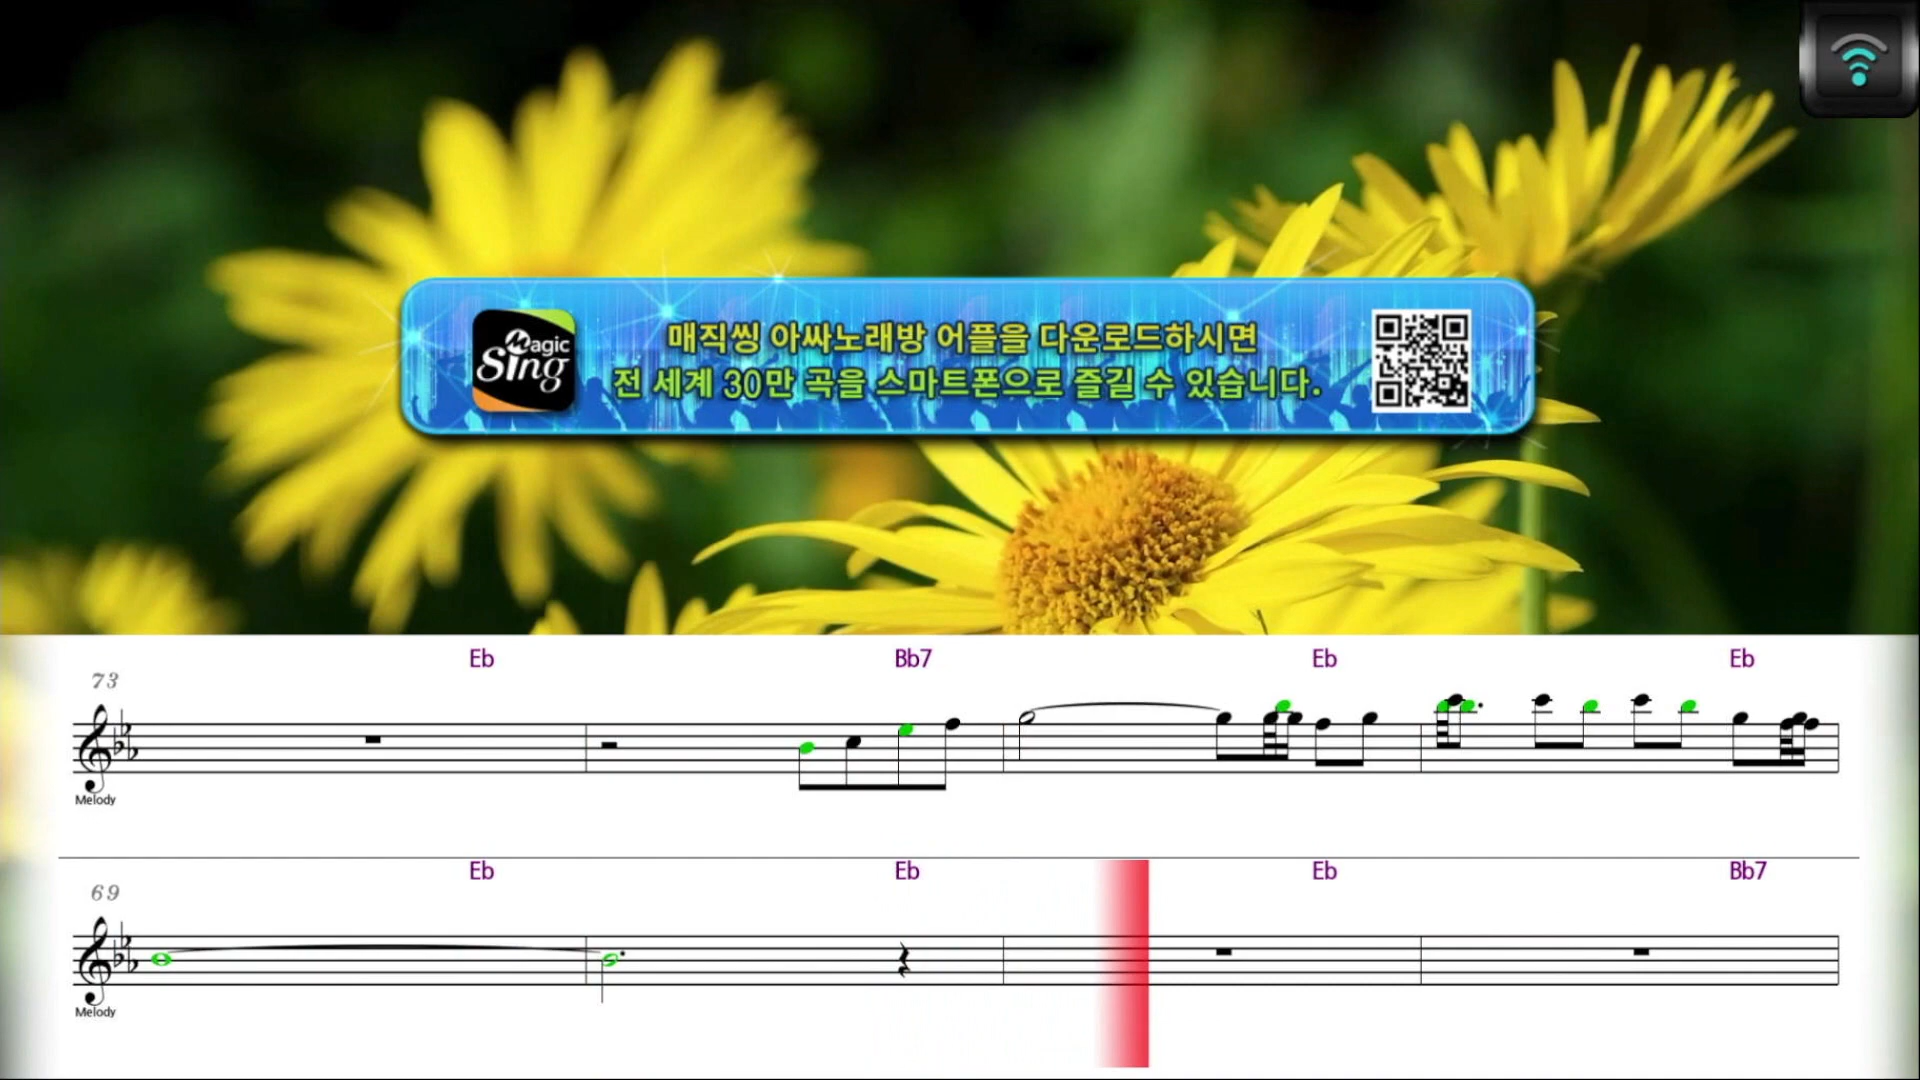 Magic
Sing
매직씽 아싸노래방 어플을 다운로드하시면
전 세계 30만 곡을 스마트폰으로 즐길 수 있습니다.
Eb Bb7 Eb Eb
73
Melody
Eb Eb Eb Bb7
69
Melody